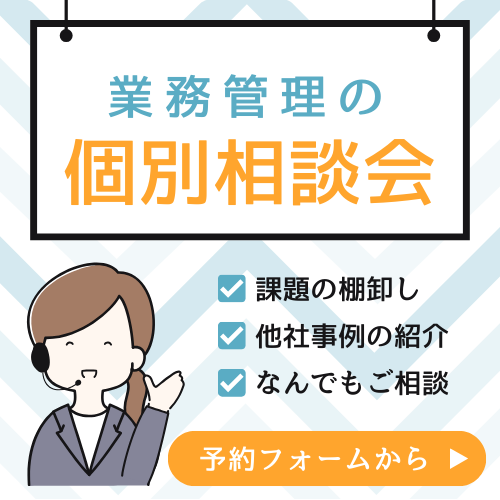 業務管理の
個別相談会
課題の棚卸し
他社事例の紹介
なんでもご相談
予約フォームから